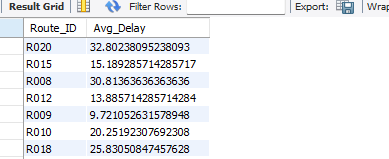 Result Grid Filter Rows: Export: Wrap
Route_ID Avg_Delay
R020 32.80238095238093
R015 15.189285714285717
R008 30.81363636363636
R012 13.885714285714284
R009 9.721052631578948
R010 20.25192307692308
R018 25.83050847457628